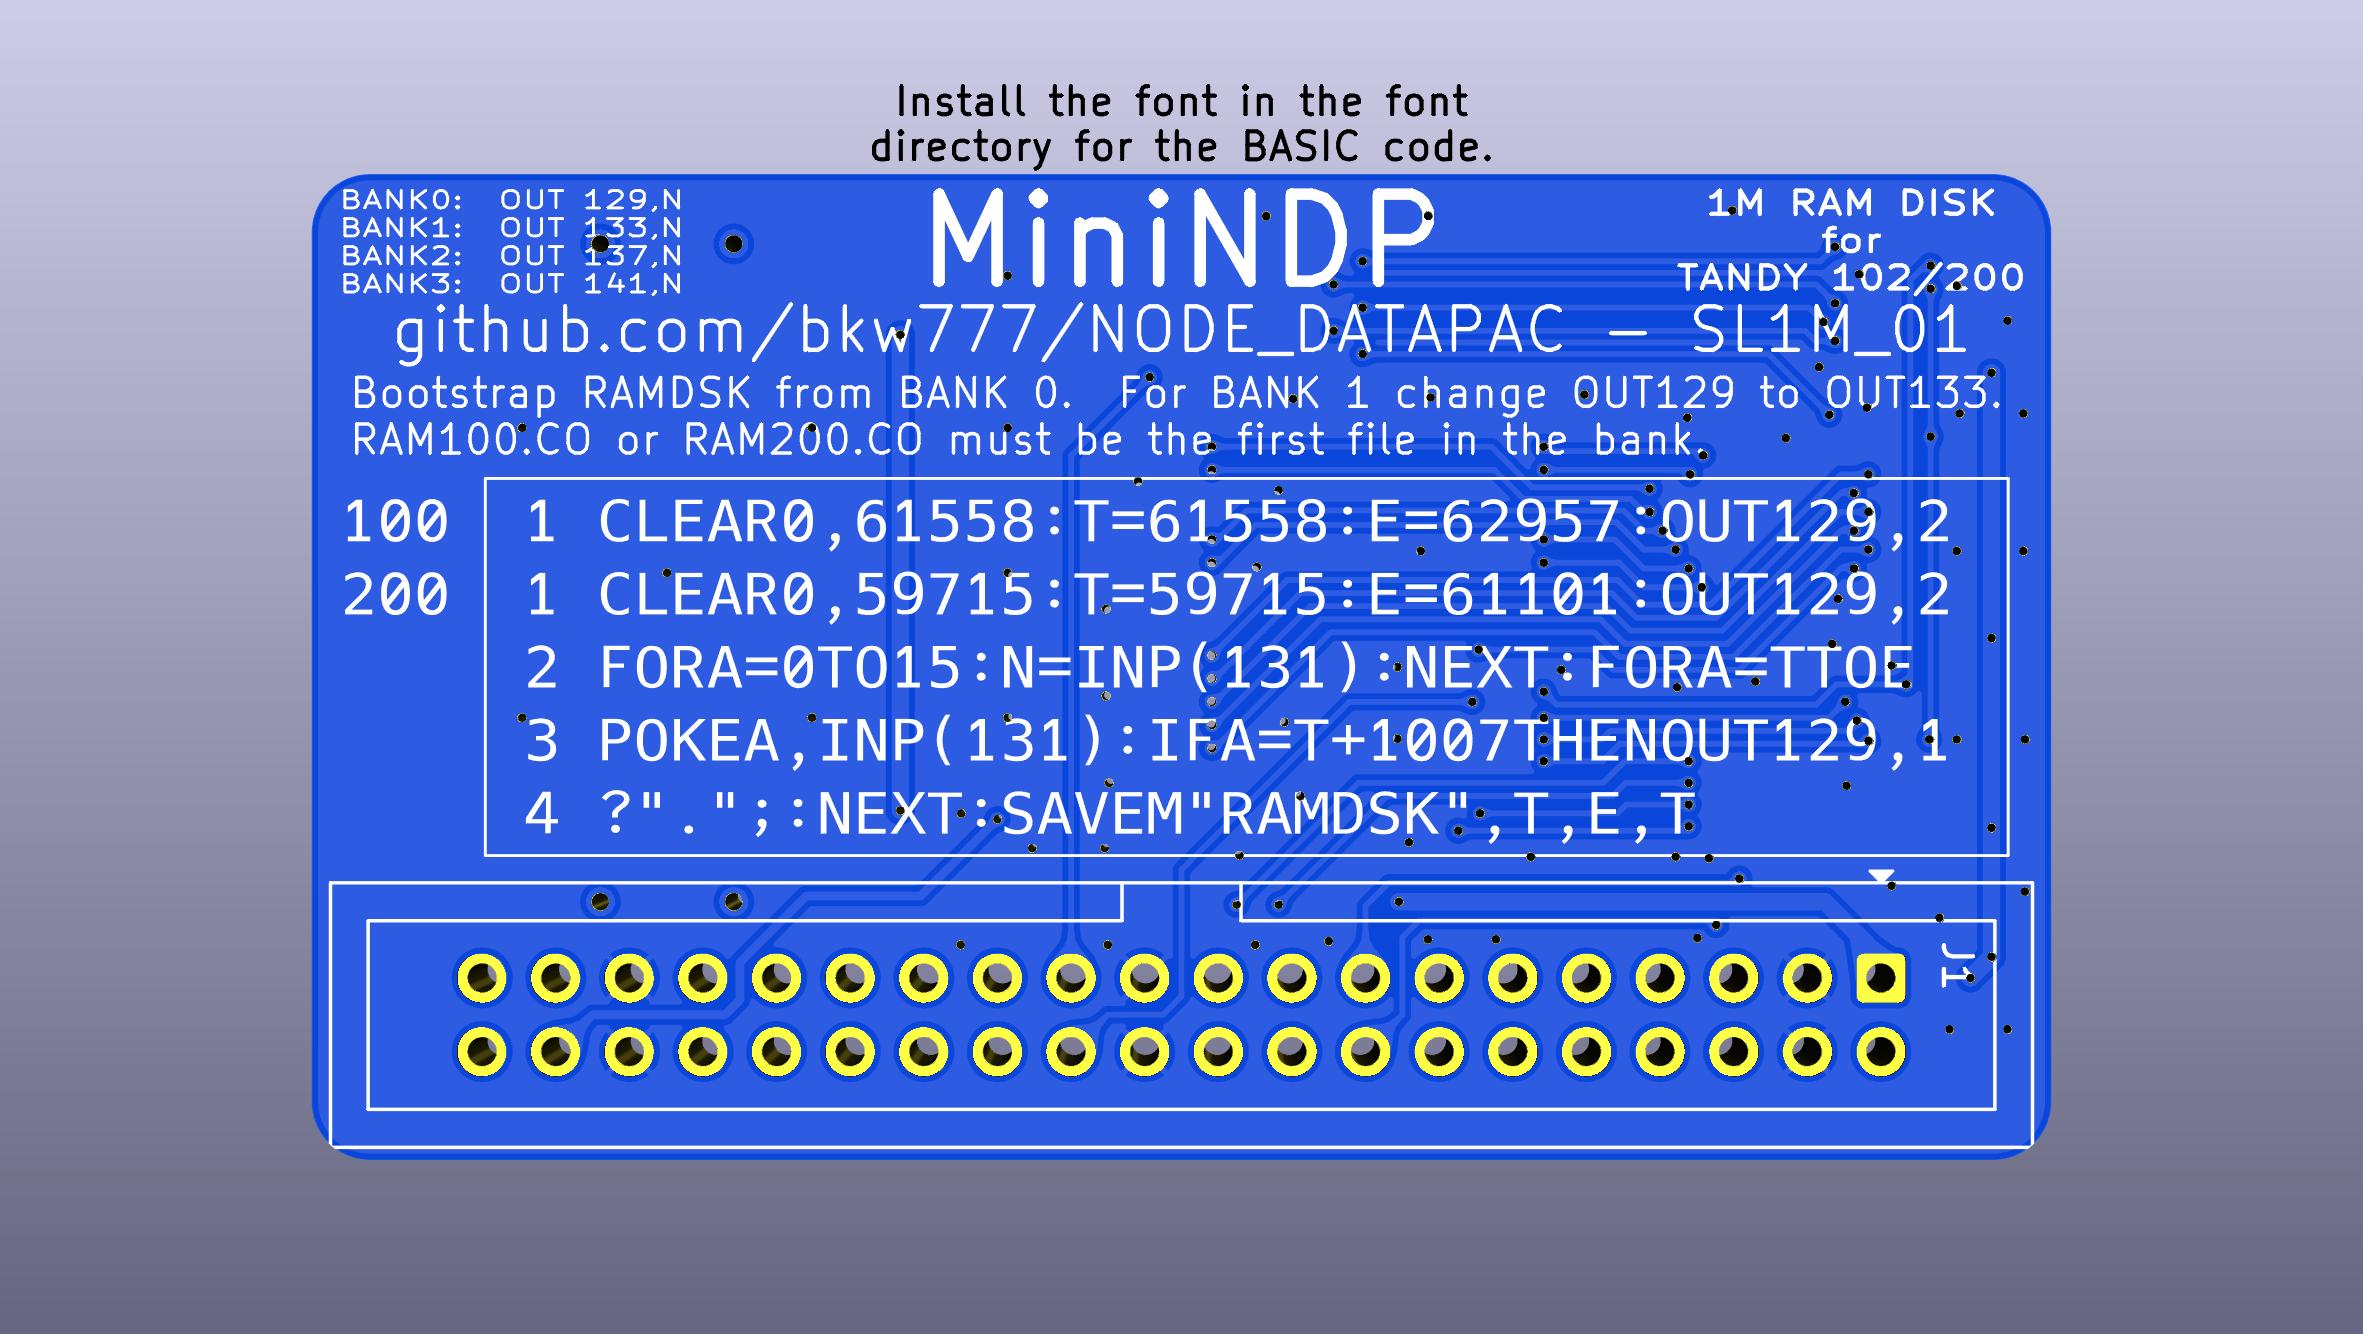 Install the font in the font
directory for the BASIC code.
BANK0: OUT 129,N
BANK1: OUT 133,N
BANK2: OUT 137,N
BANK3: OUT 141,N
MiniNDP
1M RAM DISK
for
TANDY 102/200
github.com/bkw777/NODE_DATAPAC – SL1M_01
Bootstrap RAMDSK from BANK 0. For BANK 1 change OUT129 to OUT133.
RAM100.CO or RAM200.CO must be the first file in the bank.
100 1 CLEAR0,61558:T=61558:E=62957:OUT129,2
200 1 CLEAR0,59715:T=59715:E=61101:OUT129,2
2 FORA=0TO15:N=INP(131):NEXT:FORA=TTOE
3 POKEA,INP(131):IFA=T+1007THENOUT129,1
4 ?".";:NEXT:SAVEM"RAMDSK",T,E,T
J1